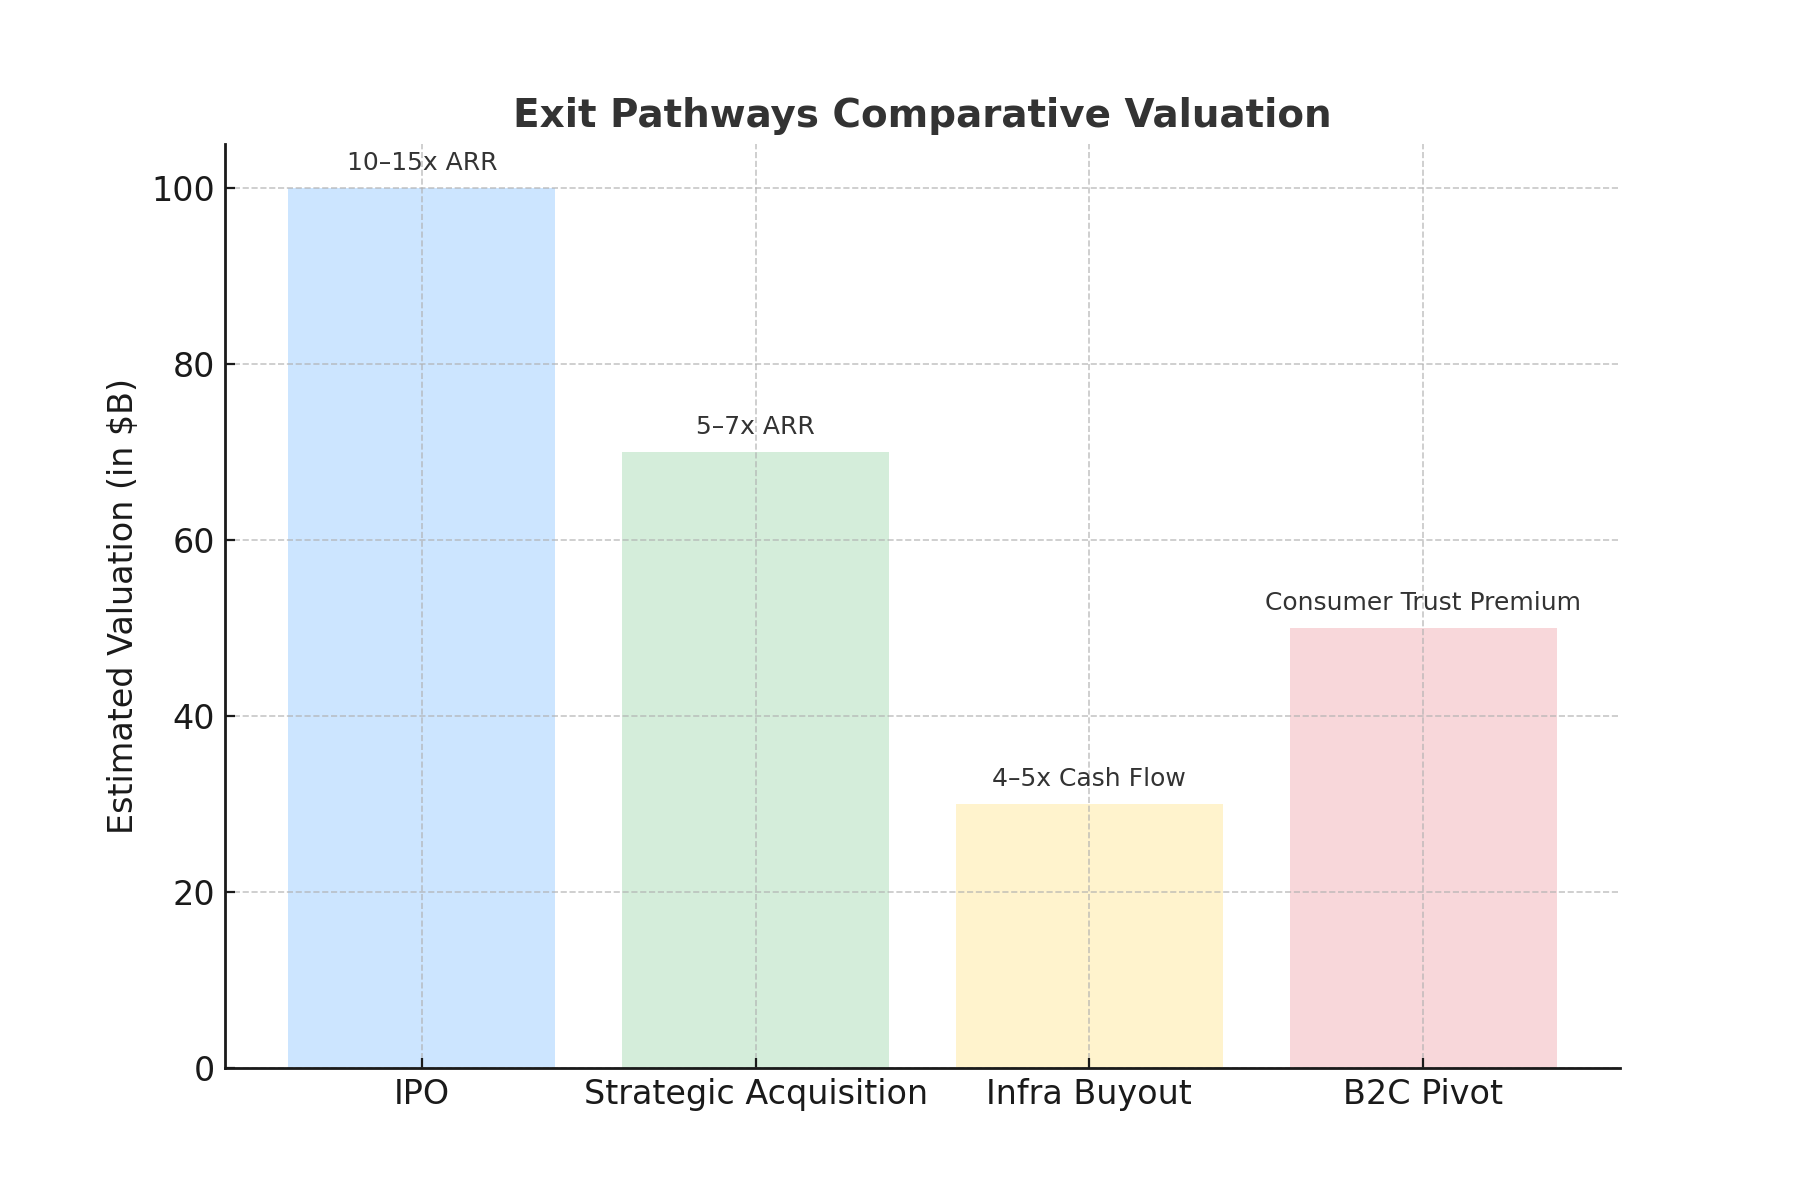 Exit Pathways Comparative Valuation
Estimated Valuation (in $B)
100
80
60
40
20
0
10–15x ARR
5–7x ARR
4–5x Cash Flow
Consumer Trust Premium
IPO
Strategic Acquisition
Infra Buyout
B2C Pivot